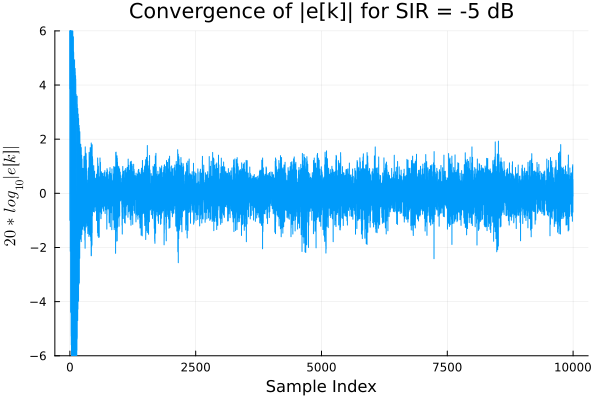 Convergence of |e[k]| for SIR = -5 dB
20 * log₁₀|e[k]|
6
4
2
0
−2
−4
−6
0 2500 5000 7500 10000
Sample Index